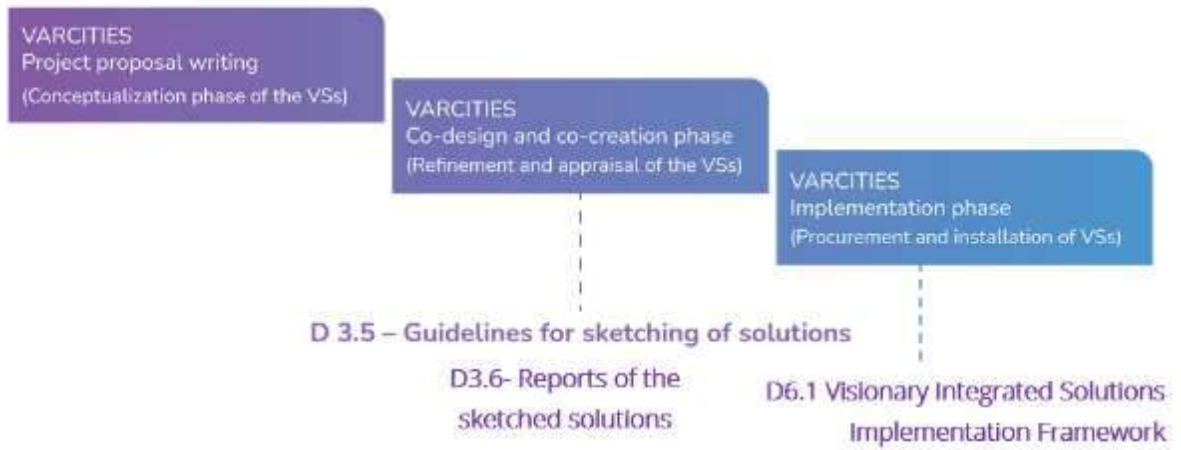 VARCITIES
Project proposal writing
(Conceptualization phase of the VSs)
VARCITIES
Co-design and co-creation phase
(Refinement and appraisal of the VSs)
VARCITIES
Implementation phase
(Procurement and installation of VSs)
D 3.5 – Guidelines for sketching of solutions
D3.6- Reports of the
sketched solutions
D6.1 Visionary Integrated Solutions
Implementation Framework